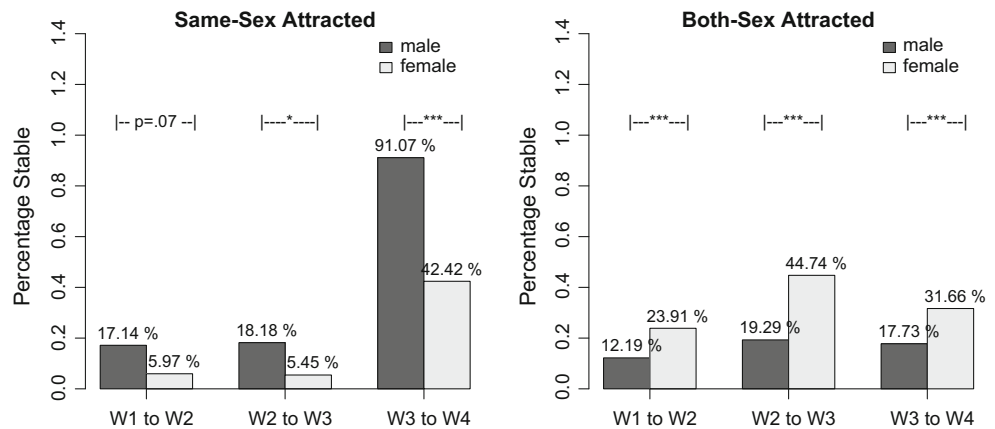 Same-Sex Attracted
Percentage Stable
1.4
1.2
1.0
0.8
0.6
0.4
0.2
0.0
male
female
|-- p=.07 --|
|----*----|
|---***---|
17.14 %
5.97 %
18.18 %
5.45 %
91.07 %
42.42 %
W1 to W2
W2 to W3
W3 to W4
Both-Sex Attracted
Percentage Stable
1.4
1.2
1.0
0.8
0.6
0.4
0.2
0.0
male
female
|---***---|
|---***---|
|---***---|
12.19 %
23.91 %
19.29 %
44.74 %
17.73 %
31.66 %
W1 to W2
W2 to W3
W3 to W4